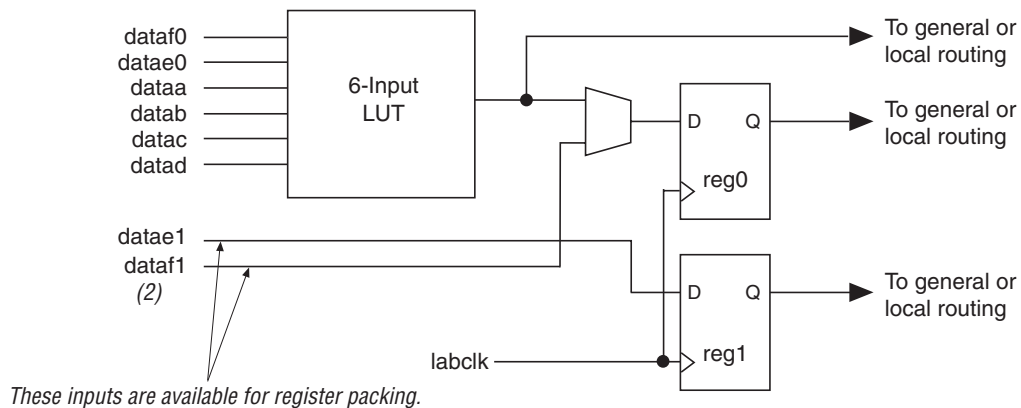 dataf0
datae0
dataa
datab
datac
datad
6-Input
LUT
To general or
local routing
D
Q
reg0
To general or
local routing
datae1
dataf1
(2)
D
Q
reg1
To general or
local routing
labclk
These inputs are available for register packing.